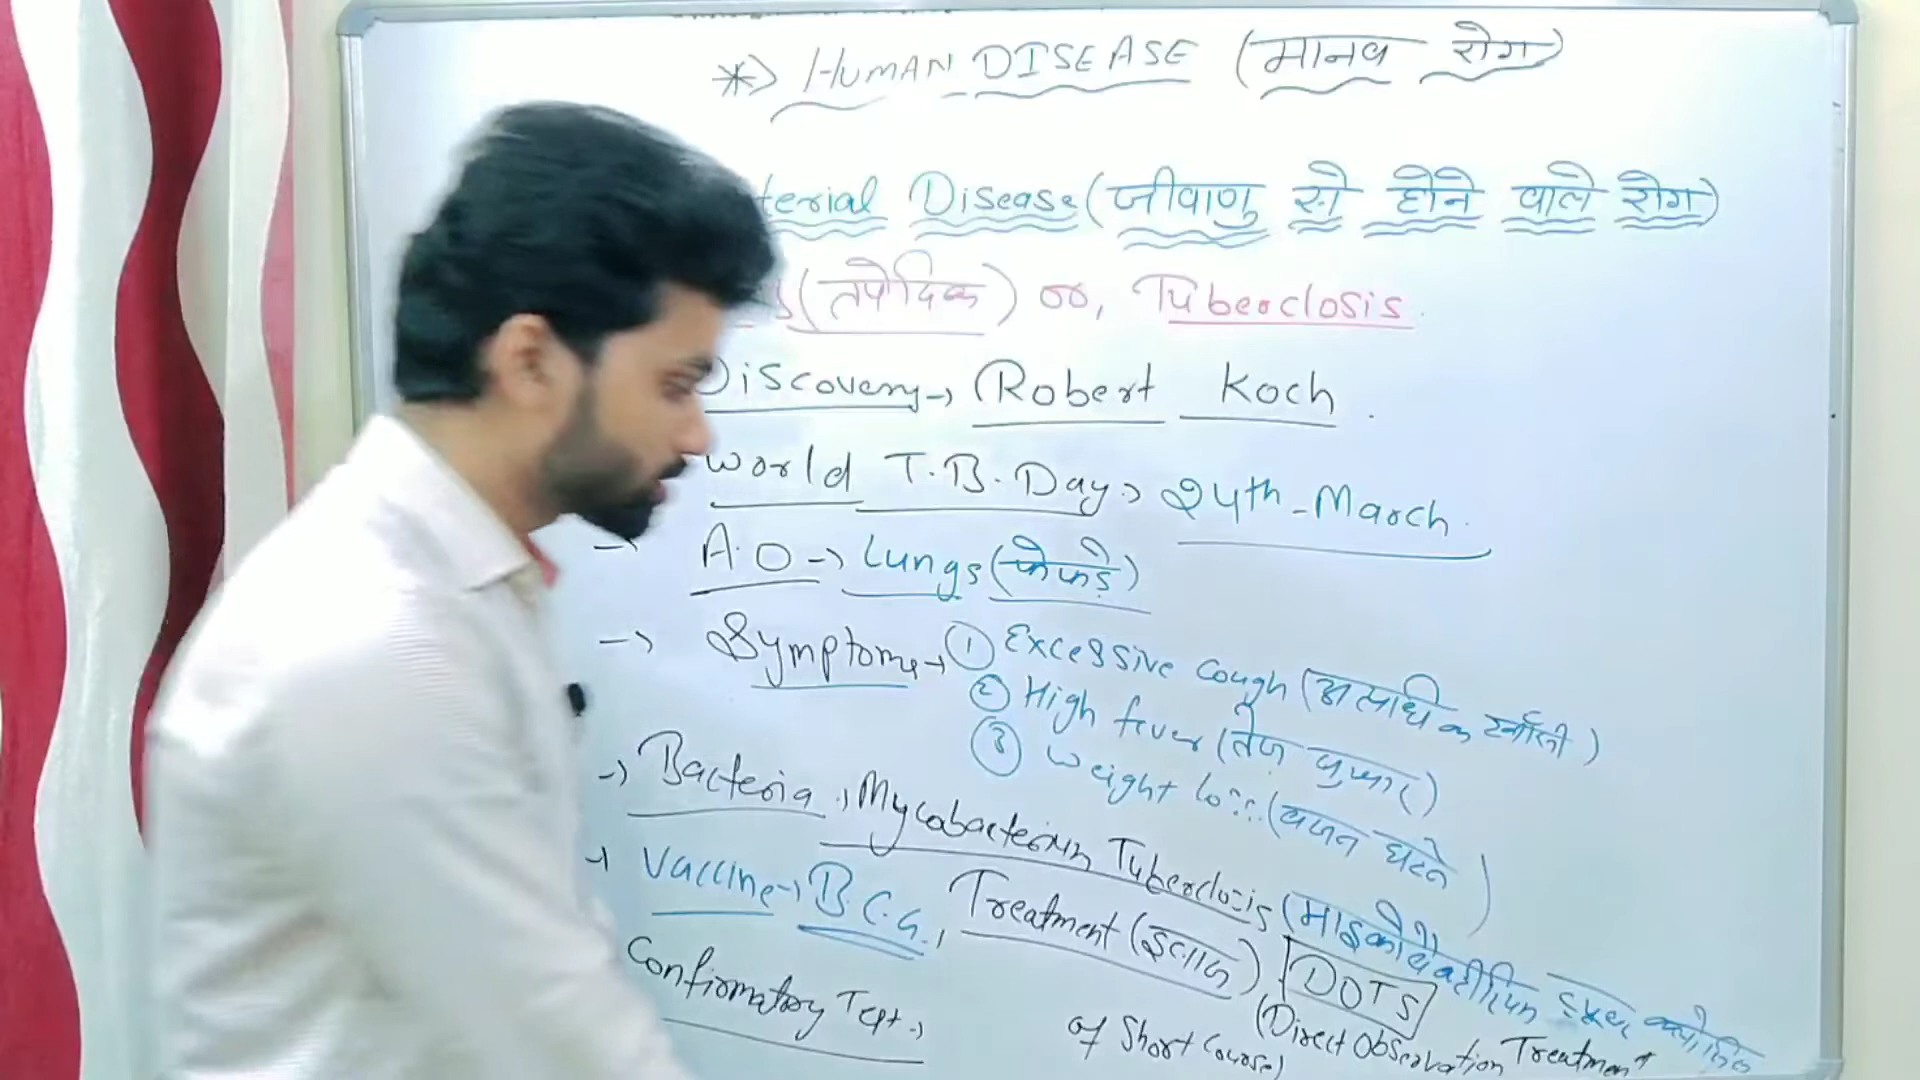 *) HUMAN DISEASE (मानव रोग)
terial Disease (जीवाणु से होने वाले रोग)
(तपेदिक) or, Tuberclosis.
Discovery → Robert Koch.
World T.B. Day → 24th - March.
→ A.O → Lungs (फेफड़े)
→ Symptoms → ① Excessive cough (अत्यधिक खाँसी)
② High fever (तेज़ बुखार)
③ Weight loss (वजन घटने)
→ Bacteria → Mycobacterium Tuberclosis (माइकोबैक्टीरियम ट्यूबरक्लोसिस
→ Vaccine → B.C.G., Treatment (इलाज) DOTS
(Direct Observation Treatment
of Short Course)
Confirmatory Test →